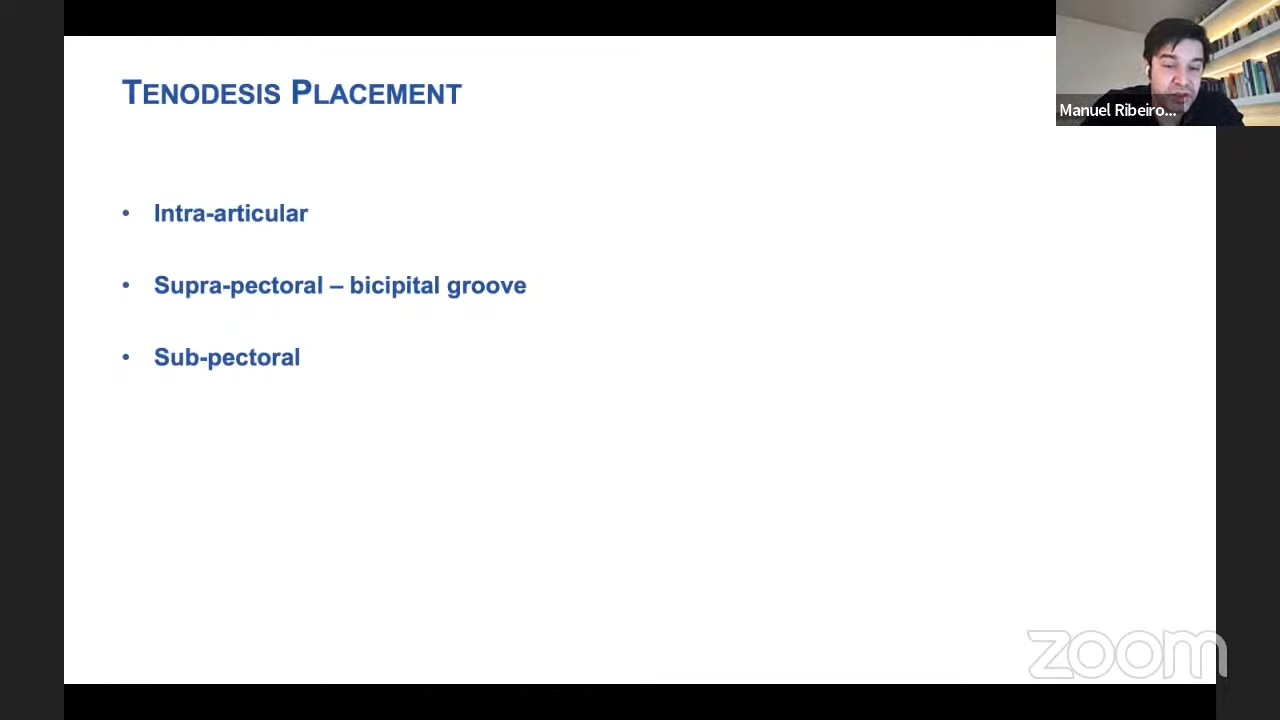 TENODESIS PLACEMENT
Manuel Ribeiro...
• Intra-articular
• Supra-pectoral – bicipital groove
• Sub-pectoral
zoom